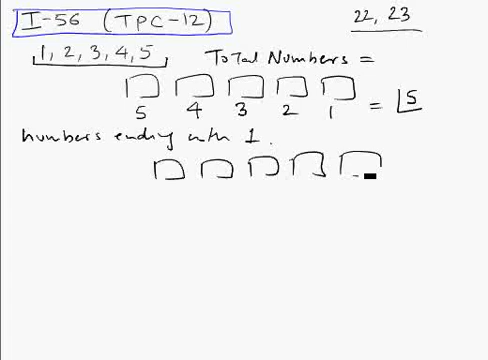 I-56 (TPC-12)
22, 23
1, 2, 3, 4, 5 Total Numbers =
5 4 3 2 1 = ⌊5
numbers ending with 1.